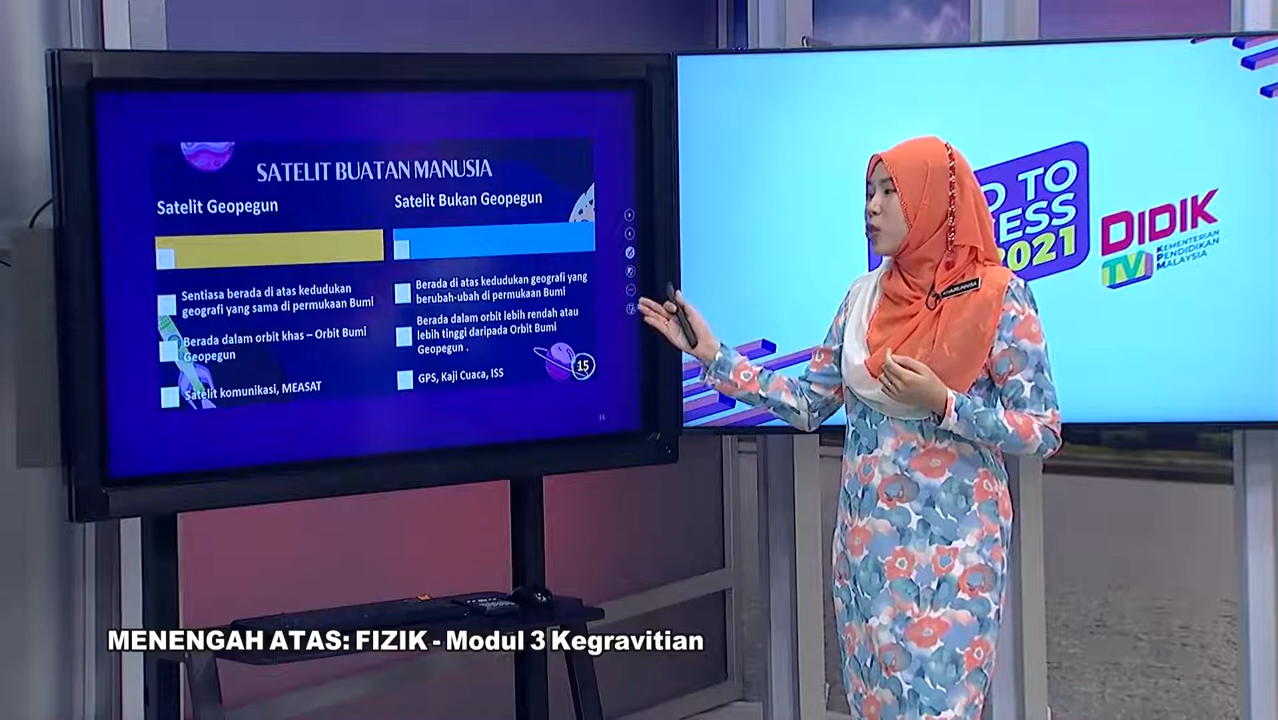 SATELIT BUATAN MANUSIA
Satelit Geopegun
Sentiasa berada di atas kedudukan
geografi yang sama di permukaan Bumi
Berada dalam orbit khas – Orbit Bumi
Geopegun
Satelit komunikasi, MEASAT
Satelit Bukan Geopegun
Berada di atas kedudukan geografi yang
berubah-ubah di permukaan Bumi
Berada dalam orbit lebih rendah atau
lebih tinggi daripada Orbit Bumi
Geopegun .
GPS, Kaji Cuaca, ISS
15
16
TO
2021
DIDIK
TV
KEMENTERIAN
PENDIDIKAN
MALAYSIA
KHAIRUNNISA
MENENGAH ATAS: FIZIK - Modul 3 Kegravitian